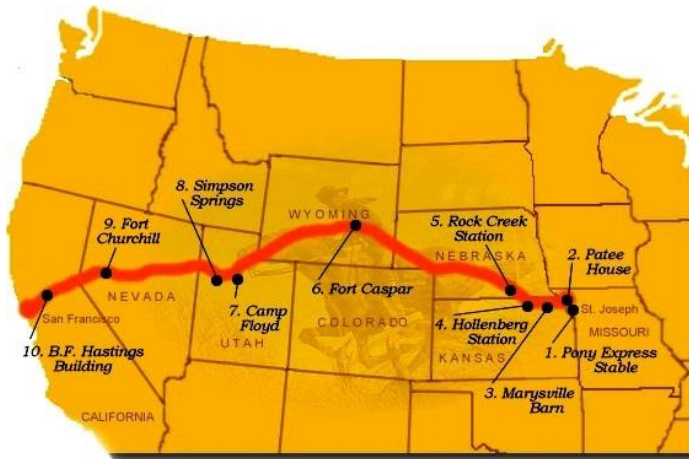 8. Simpson
Springs
9. Fort
Churchill
WYOMING
5. Rock Creek
Station
NEBRASKA
2. Patee
House
NEVADA
6. Fort Caspar
7. Camp
Floyd
UTAH
COLORADO
4. Hollenberg
Station
KANSAS
St. Joseph
MISSOURI
1. Pony Express
Stable
3. Marysville
Barn
San Francisco
10. B.F. Hastings
Building
CALIFORNIA